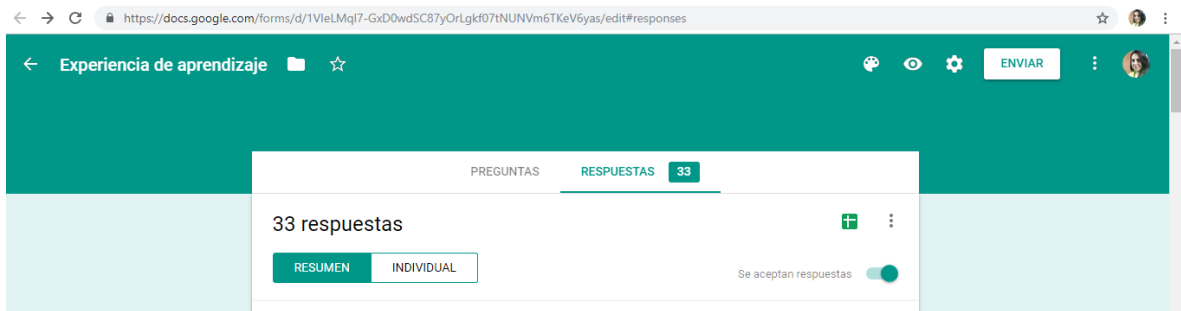 https://docs.google.com/forms/d/1VIeLMqI7-GxD0wdSC87yOrLgkf07tNUNVm6TKeV6yas/edit#responses
Experiencia de aprendizaje
ENVIAR
PREGUNTAS RESPUESTAS 33
33 respuestas
RESUMEN INDIVIDUAL
Se aceptan respuestas